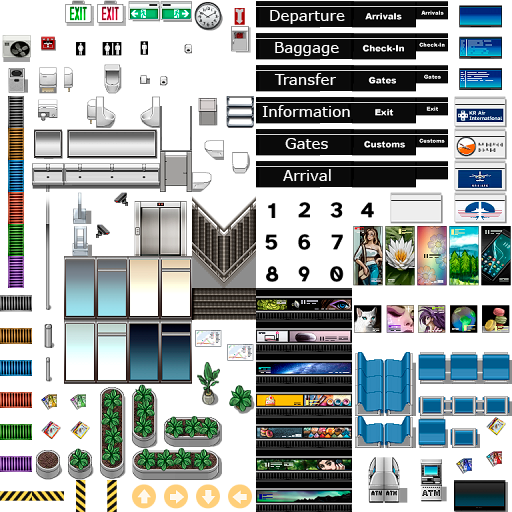 EXIT EXIT
Departure Arrivals Arrivals
Baggage Check-In Check-In
Transfer Gates Gates
Information Exit Exit
KR Air
International
Gates Customs Customs
Arrival
1 2 3 4
5 6 7
8 9 0
ATM ATM ATM